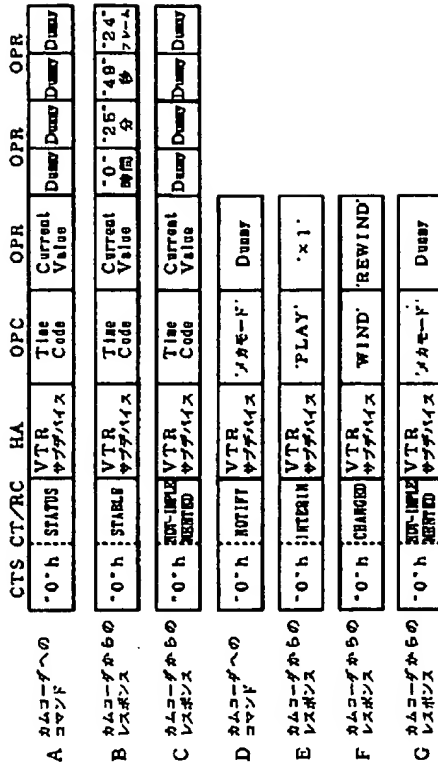 CTS CT/RC HA OPC OPR OPR OPR
A カムコーダへの コマンド "0"h STATUS VTR サブデバイス Time Code Current Value Dummy Dummy Dummy Dummy
B カムコーダからの レスポンス "0"h STABLE VTR サブデバイス Time Code Current Value "0" 時間 "25" 分 "49" 秒 "24" フレーム
C カムコーダからの レスポンス "0"h NOT-IMPLE MENTED VTR サブデバイス Time Code Current Value Dummy Dummy Dummy Dummy
D カムコーダへの コマンド "0"h NOTIFY VTR サブデバイス 'メカモード' Dummy
E カムコーダからの レスポンス "0"h INTERIM VTR サブデバイス 'PLAY' '×1'
F カムコーダからの レスポンス "0"h CHANGED VTR サブデバイス 'WIND' 'REWIND'
G カムコーダからの レスポンス "0"h NOT-IMPLE MENTED VTR サブデバイス 'メカモード' Dummy